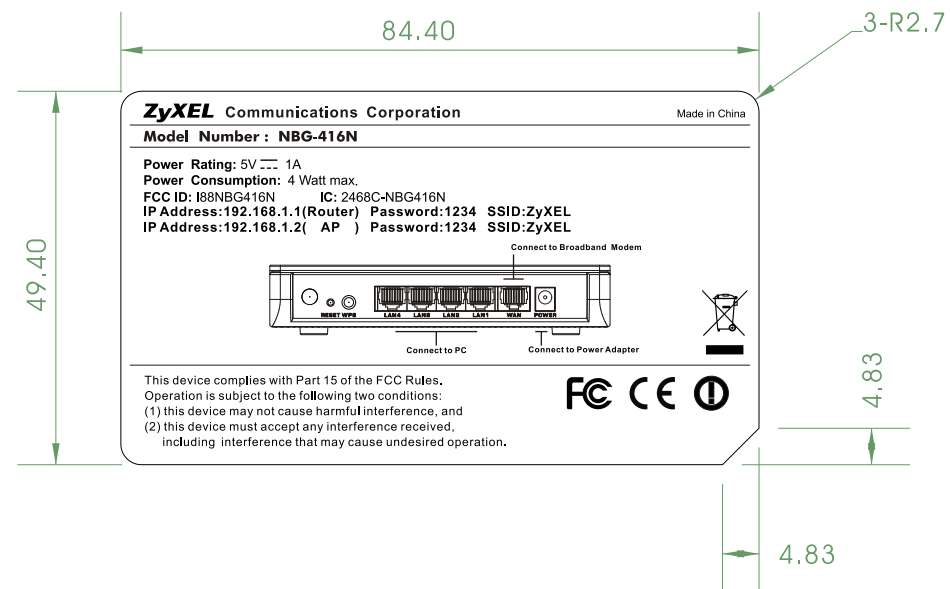 84.40
3-R2.7
ZyXEL Communications Corporation
Made in China
Model Number : NBG-416N
Power Rating: 5V 1A
Power Consumption: 4 Watt max.
FCC ID: I88NBG416N IC: 2468C-NBG416N
IP Address:192.168.1.1(Router) Password:1234 SSID:ZyXEL
IP Address:192.168.1.2( AP ) Password:1234 SSID:ZyXEL
49.40
Connect to Broadband Modem
RESET WPS LAN4 LAN3 LAN2 LAN1 WAN POWER
Connect to PC
Connect to Power Adapter
This device complies with Part 15 of the FCC Rules.
Operation is subject to the following two conditions:
(1) this device may not cause harmful interference, and
(2) this device must accept any interference received,
including interference that may cause undesired operation.
FC CE
4.83
4.83